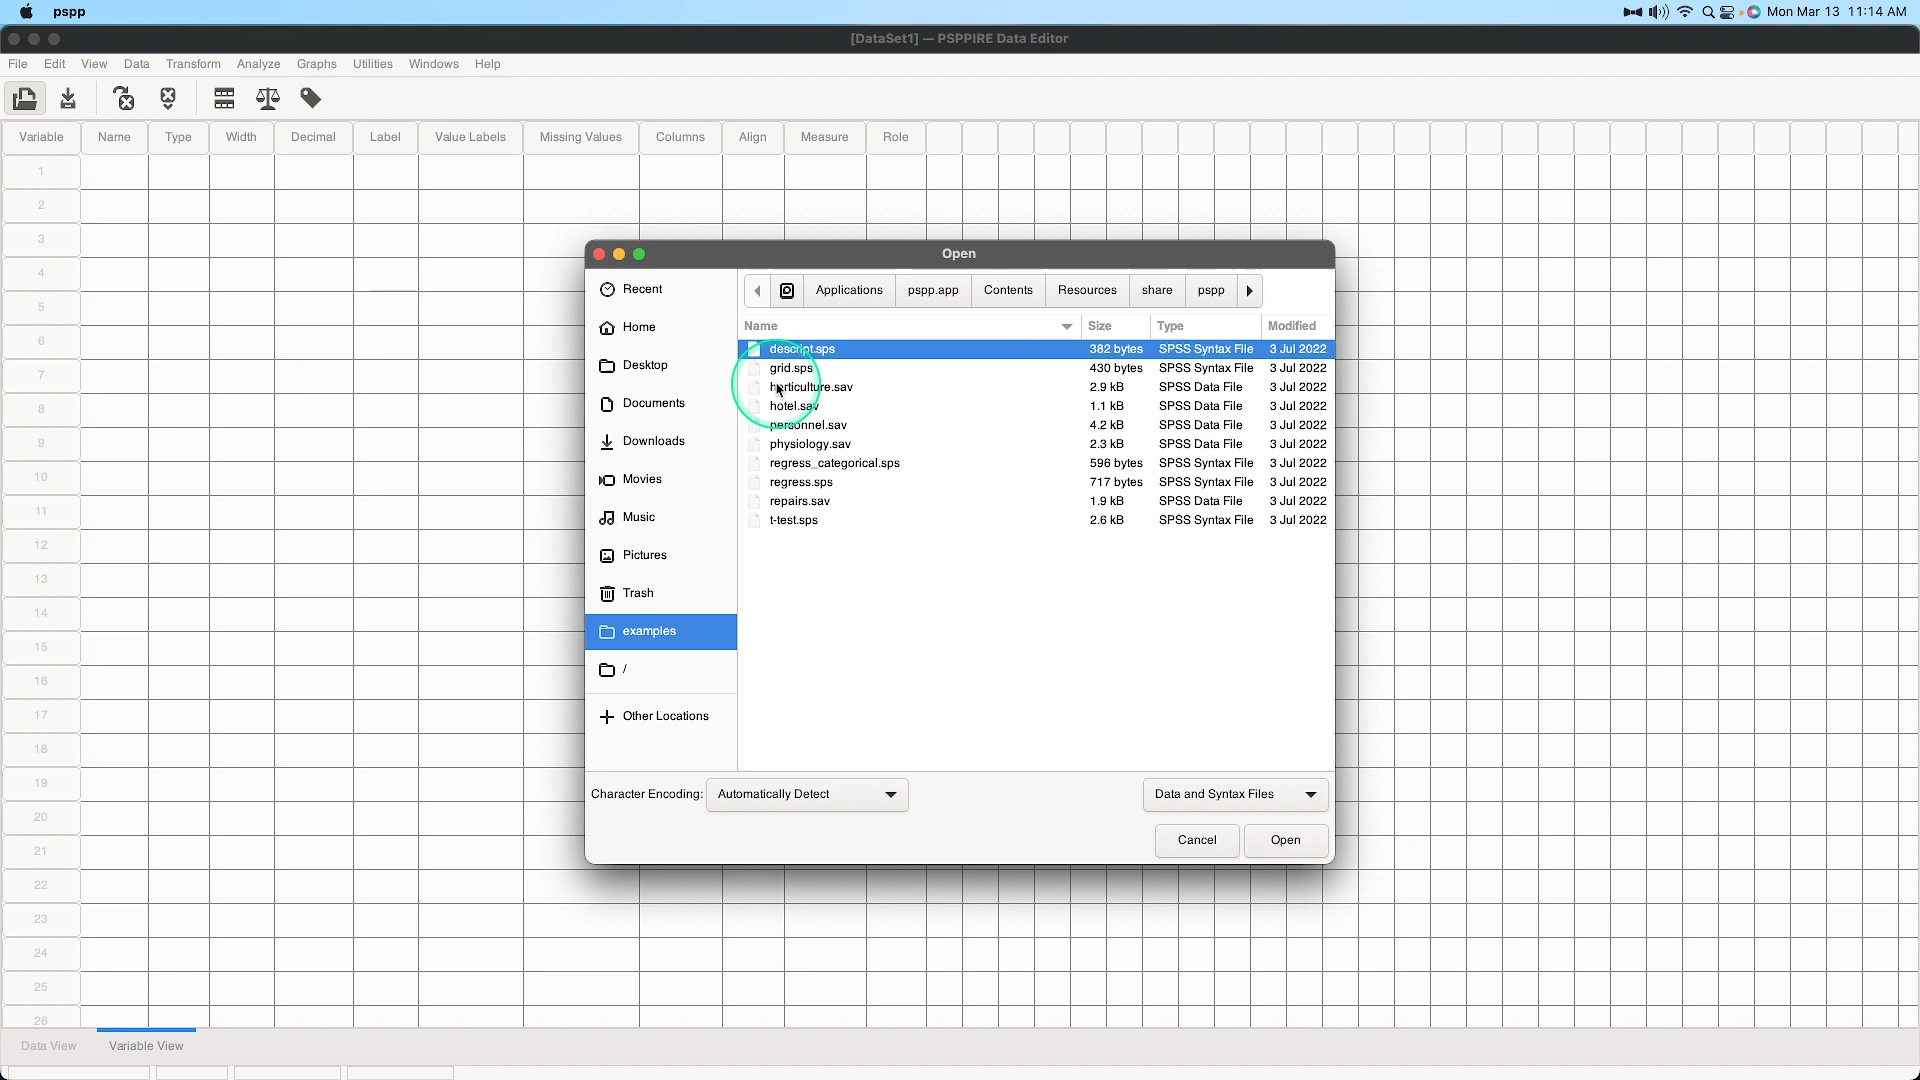 pspp Mon Mar 13 11:14 AM
[DataSet1] — PSPPIRE Data Editor
File Edit View Data Transform Analyze Graphs Utilities Windows Help
Variable Name Type Width Decimal Label Value Labels Missing Values Columns Align Measure Role
1
2
3
4
5
6
7
8
9
10
11
12
13
14
15
16
17
18
19
20
21
22
23
24
25
26
Open
Recent
Home
Desktop
Documents
Downloads
Movies
Music
Pictures
Trash
examples
/
Other Locations
Applications pspp.app Contents Resources share pspp
Name Size Type Modified
descript.sps 382 bytes SPSS Syntax File 3 Jul 2022
grid.sps 430 bytes SPSS Syntax File 3 Jul 2022
horticulture.sav 2.9 kB SPSS Data File 3 Jul 2022
hotel.sav 1.1 kB SPSS Data File 3 Jul 2022
personnel.sav 4.2 kB SPSS Data File 3 Jul 2022
physiology.sav 2.3 kB SPSS Data File 3 Jul 2022
regress_categorical.sps 596 bytes SPSS Syntax File 3 Jul 2022
regress.sps 717 bytes SPSS Syntax File 3 Jul 2022
repairs.sav 1.9 kB SPSS Data File 3 Jul 2022
t-test.sps 2.6 kB SPSS Syntax File 3 Jul 2022
Character Encoding: Automatically Detect Data and Syntax Files
Cancel Open
Data View Variable View